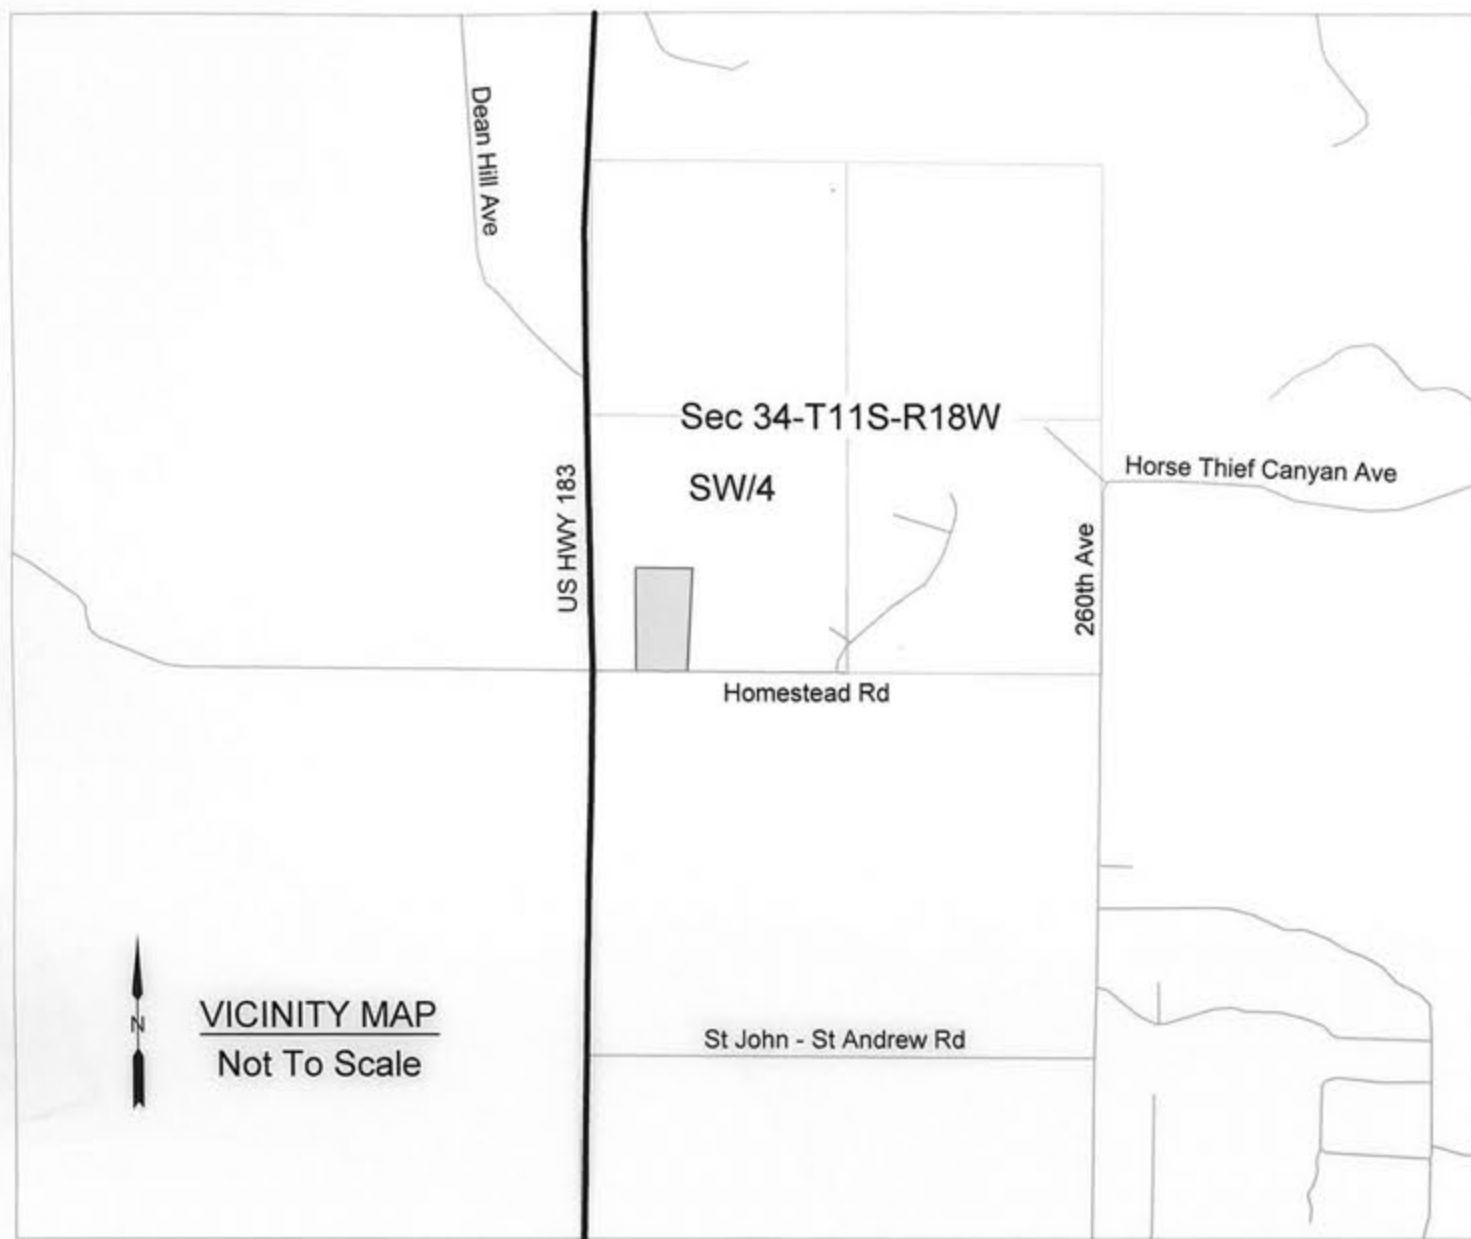 Dean Hill Ave
Sec 34-T11S-R18W
SW/4
US HWY 183
Horse Thief Canyan Ave
260th Ave
Homestead Rd
N
VICINITY MAP
Not To Scale
St John - St Andrew Rd